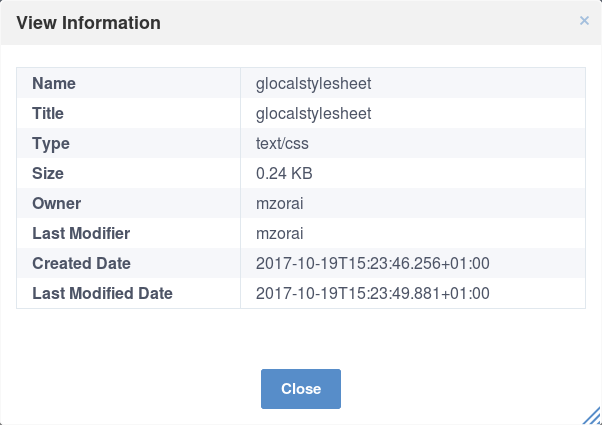 View Information ×
Name glocalstylesheet
Title glocalstylesheet
Type text/css
Size 0.24 KB
Owner mzorai
Last Modifier mzorai
Created Date 2017-10-19T15:23:46.256+01:00
Last Modified Date 2017-10-19T15:23:49.881+01:00
Close